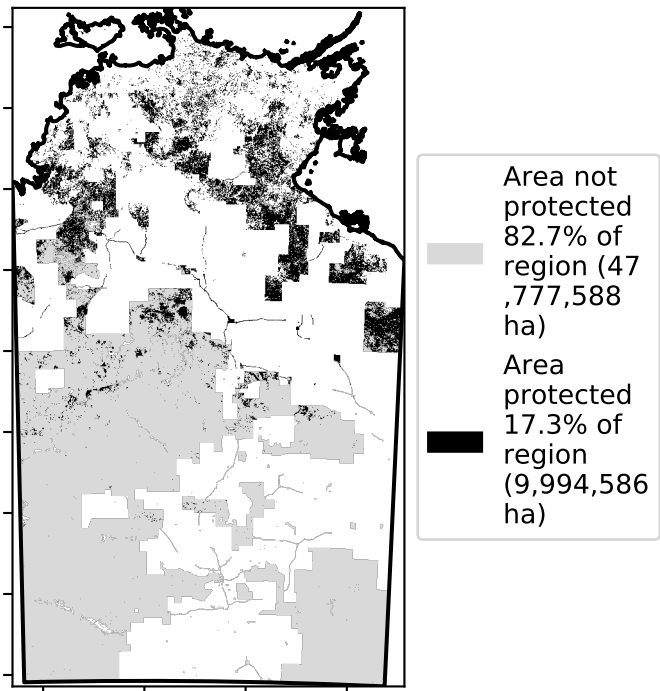 Area not
protected
82.7% of
region (47
,777,588
ha)
Area
protected
17.3% of
region
(9,994,586
ha)